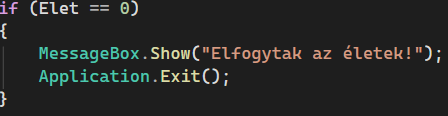 if (Elet == 0)
{
MessageBox.Show("Elfogytak az életek!");
Application.Exit();
}